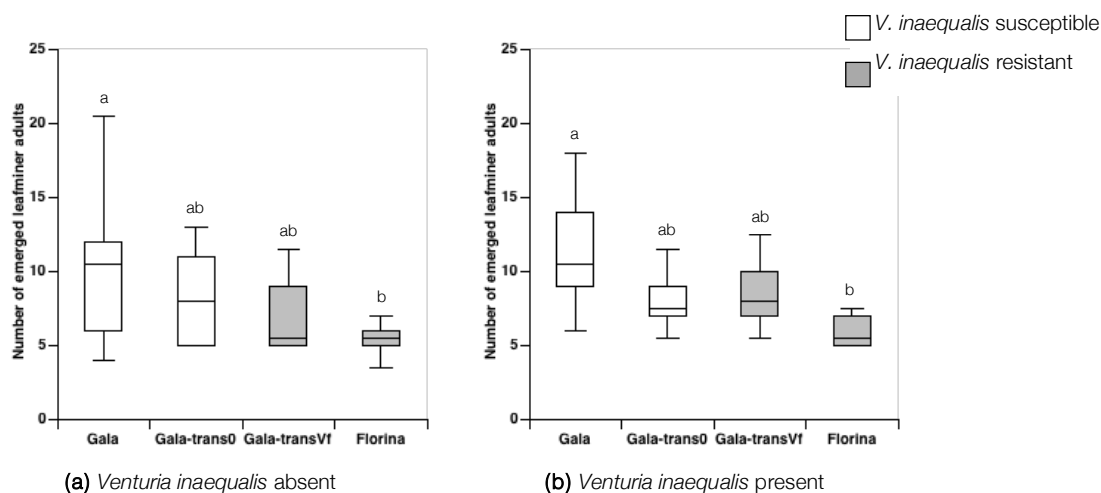 V. inaequalis susceptible
V. inaequalis resistant
Number of emerged leafminer adults
25
20
15
10
5
0
a
ab
ab
b
Gala
Gala-trans0
Gala-transVf
Florina
(a) Venturia inaequalis absent
Number of emerged leafminer adults
25
20
15
10
5
0
a
ab
ab
b
Gala
Gala-trans0
Gala-transVf
Florina
(b) Venturia inaequalis present